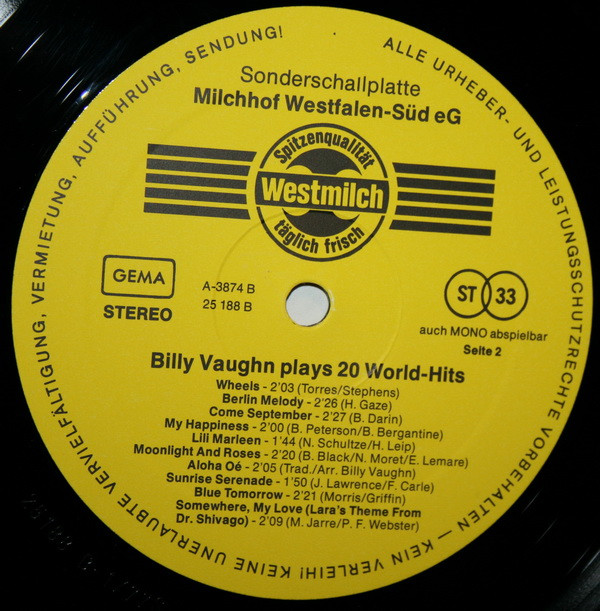 ALLE URHEBER- UND LEISTUNGSSCHUTZRECHTE VORBEHALTEN — KEIN VERLEIH! KEINE UNERLAUBTE VERVIELFÄLTIGUNG, VERMIETUNG, AUFFÜHRUNG, SENDUNG!
Sonderschallplatte
Milchhof Westfalen-Süd eG
Spitzenqualität
Westmilch
täglich frisch
GEMA
STEREO
A-3874 B
25 188 B
ST 33
auch MONO abspielbar
Seite 2
Billy Vaughn plays 20 World-Hits
Wheels - 2'03 (Torres/Stephens)
Berlin Melody - 2'26 (H. Gaze)
Come September - 2'27 (B. Darin)
My Happiness - 2'00 (B. Peterson/B. Bergantine)
Lili Marleen - 1'44 (N. Schultze/H. Leip)
Moonlight And Roses - 2'20 (B. Black/N. Moret/E. Lemare)
Aloha Oé - 2'05 (Trad./Arr. Billy Vaughn)
Sunrise Serenade - 1'50 (J. Lawrence/F. Carle)
Blue Tomorrow - 2'21 (Morris/Griffin)
Somewhere, My Love (Lara's Theme From
Dr. Shivago) - 2'09 (M. Jarre/P. F. Webster)